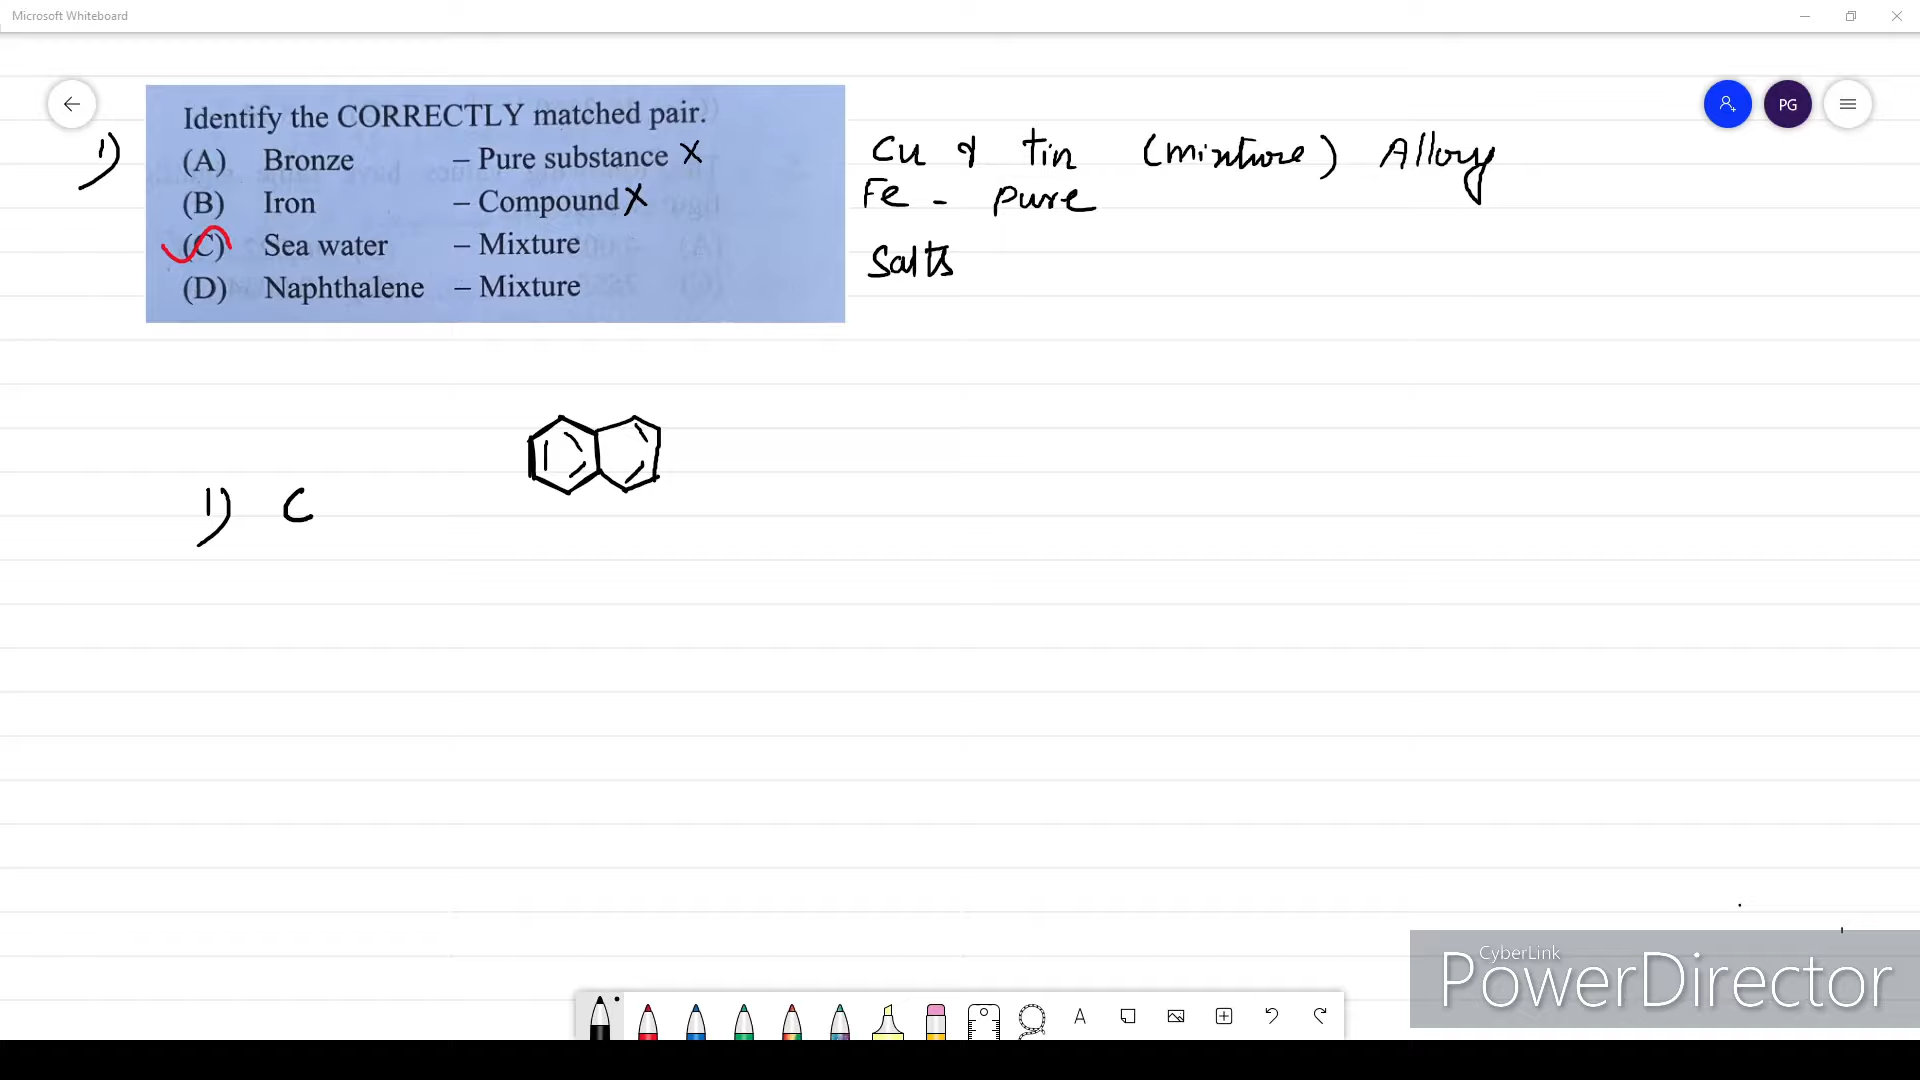 Microsoft Whiteboard
PG
1)
Identify the CORRECTLY matched pair.
(A) Bronze – Pure substance X
(B) Iron – Compound X
(C) Sea water – Mixture
(D) Naphthalene – Mixture
Cu & tin (mixture) Alloy
Fe - pure
Salts
1) C
A
CyberLink
PowerDirector